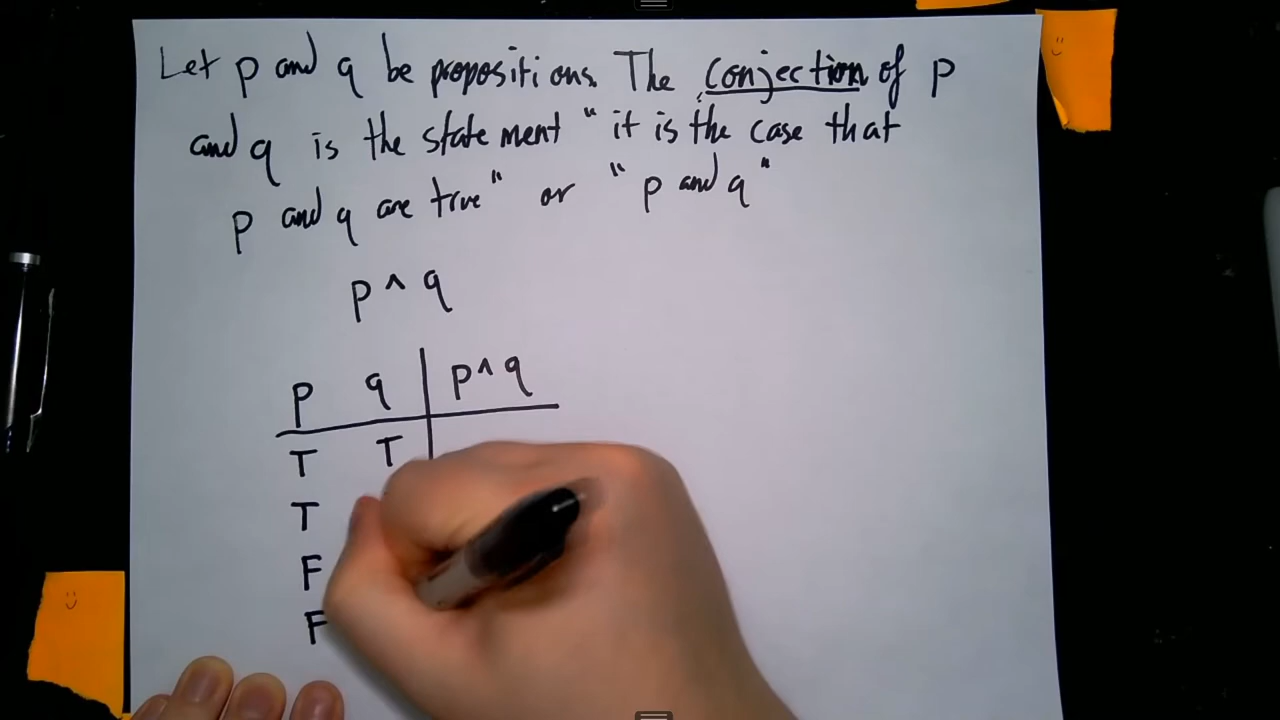 Let p and q be propositions. The conjection of p
and q is the statement "it is the case that
p and q are true" or "p and q"
p ^ q
p q p ^ q
T T
T
F
F